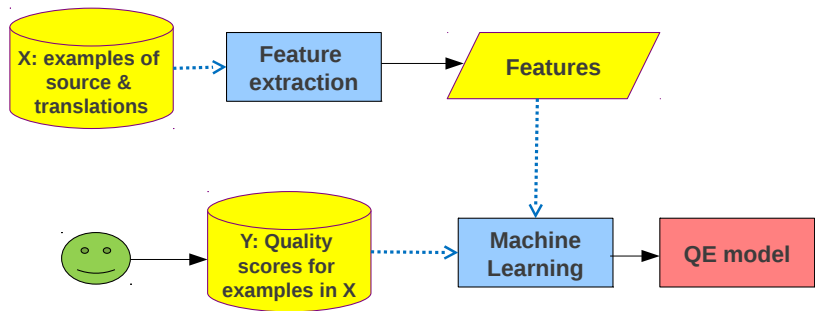 X: examples of
source &
translations
Feature
extraction
Features
Y: Quality
scores for
examples in X
Machine
Learning
QE model